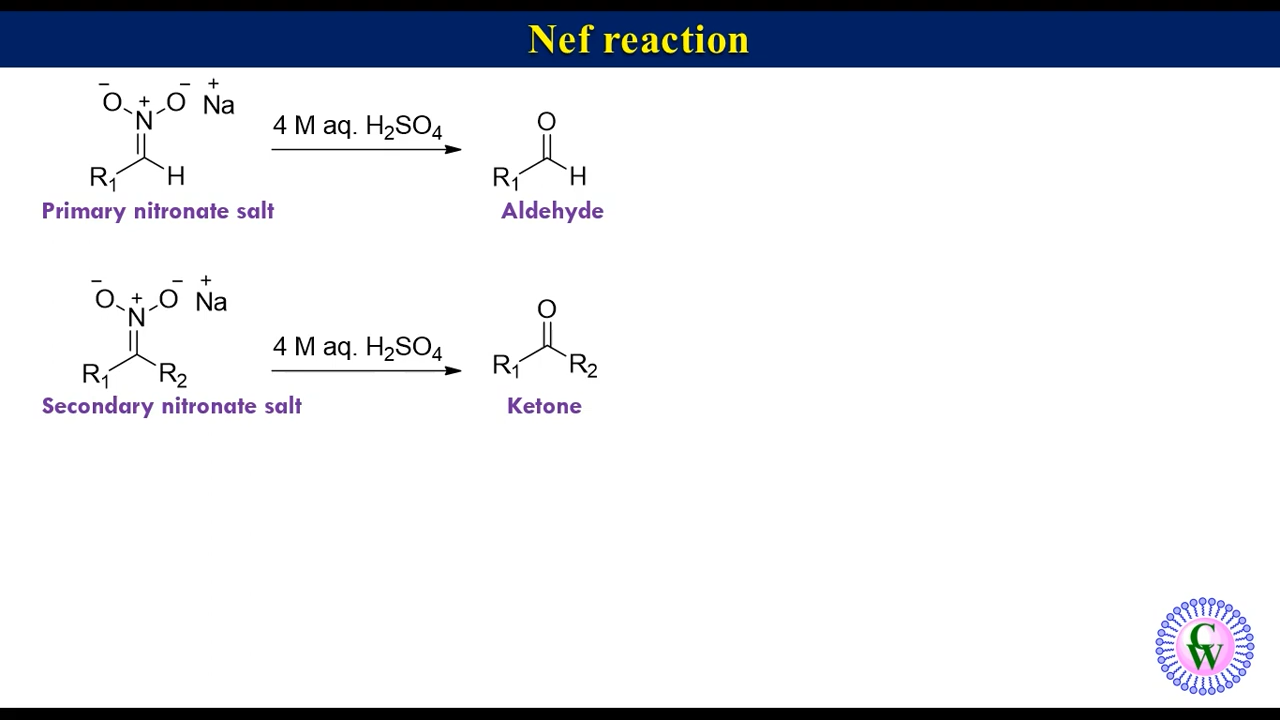 Nef reaction
− − +
O + O Na
N
4 M aq. H₂SO₄
O
R₁ H
R₁ H
Primary nitronate salt
Aldehyde
− − +
O + O Na
N
4 M aq. H₂SO₄
O
R₁ R₂
R₁ R₂
Secondary nitronate salt
Ketone
C
W